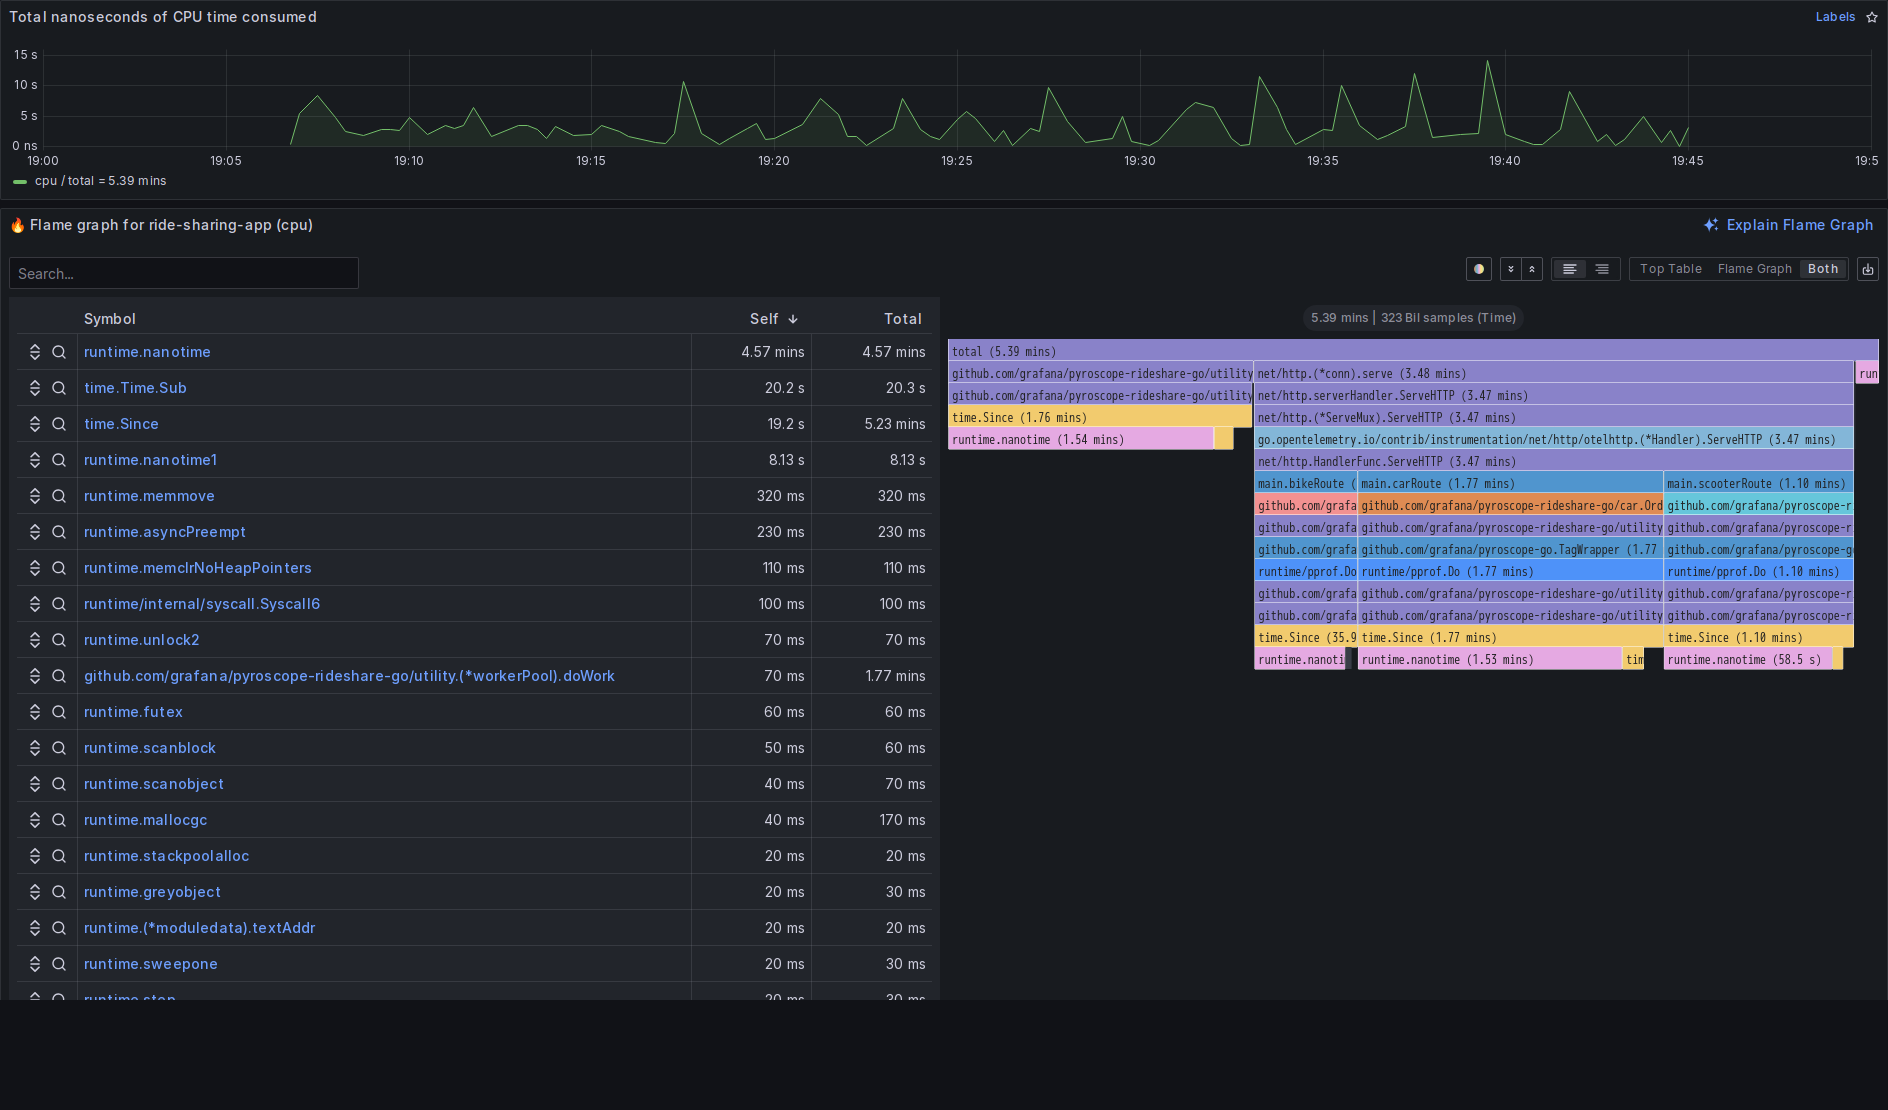 Total nanoseconds of CPU time consumed
Labels
15 s
10 s
5 s
0 ns
19:00 19:05 19:10 19:15 19:20 19:25 19:30 19:35 19:40 19:45 19:5
cpu / total = 5.39 mins
🔥 Flame graph for ride-sharing-app (cpu)
Explain Flame Graph
Search...
Top Table Flame Graph Both
Symbol Self Total
runtime.nanotime 4.57 mins 4.57 mins
time.Time.Sub 20.2 s 20.3 s
time.Since 19.2 s 5.23 mins
runtime.nanotime1 8.13 s 8.13 s
runtime.memmove 320 ms 320 ms
runtime.asyncPreempt 230 ms 230 ms
runtime.memclrNoHeapPointers 110 ms 110 ms
runtime/internal/syscall.Syscall6 100 ms 100 ms
runtime.unlock2 70 ms 70 ms
github.com/grafana/pyroscope-rideshare-go/utility.(*workerPool).doWork 70 ms 1.77 mins
runtime.futex 60 ms 60 ms
runtime.scanblock 50 ms 60 ms
runtime.scanobject 40 ms 70 ms
runtime.mallocgc 40 ms 170 ms
runtime.stackpoolalloc 20 ms 20 ms
runtime.greyobject 20 ms 30 ms
runtime.(*moduledata).textAddr 20 ms 20 ms
runtime.sweepone 20 ms 30 ms
5.39 mins | 323 Bil samples (Time)
total (5.39 mins)
github.com/grafana/pyroscope-rideshare-go/utility net/http.(*conn).serve (3.48 mins) run
github.com/grafana/pyroscope-rideshare-go/utility net/http.serverHandler.ServeHTTP (3.47 mins)
time.Since (1.76 mins) net/http.(*ServeMux).ServeHTTP (3.47 mins)
runtime.nanotime (1.54 mins) go.opentelemetry.io/contrib/instrumentation/net/http/otelhttp.(*Handler).ServeHTTP (3.47 mins)
net/http.HandlerFunc.ServeHTTP (3.47 mins)
main.bikeRoute ( main.carRoute (1.77 mins) main.scooterRoute (1.10 mins)
github.com/grafa github.com/grafana/pyroscope-rideshare-go/car.Ord github.com/grafana/pyroscope-r
github.com/grafa github.com/grafana/pyroscope-rideshare-go/utility github.com/grafana/pyroscope-r
github.com/grafa github.com/grafana/pyroscope-go.TagWrapper (1.77 github.com/grafana/pyroscope-g
runtime/pprof.Do runtime/pprof.Do (1.77 mins) runtime/pprof.Do (1.10 mins)
github.com/grafa github.com/grafana/pyroscope-rideshare-go/utility github.com/grafana/pyroscope-r
github.com/grafa github.com/grafana/pyroscope-rideshare-go/utility github.com/grafana/pyroscope-r
time.Since (35.9 time.Since (1.77 mins) time.Since (1.10 mins)
runtime.nanoti runtime.nanotime (1.53 mins) tim runtime.nanotime (58.5 s)